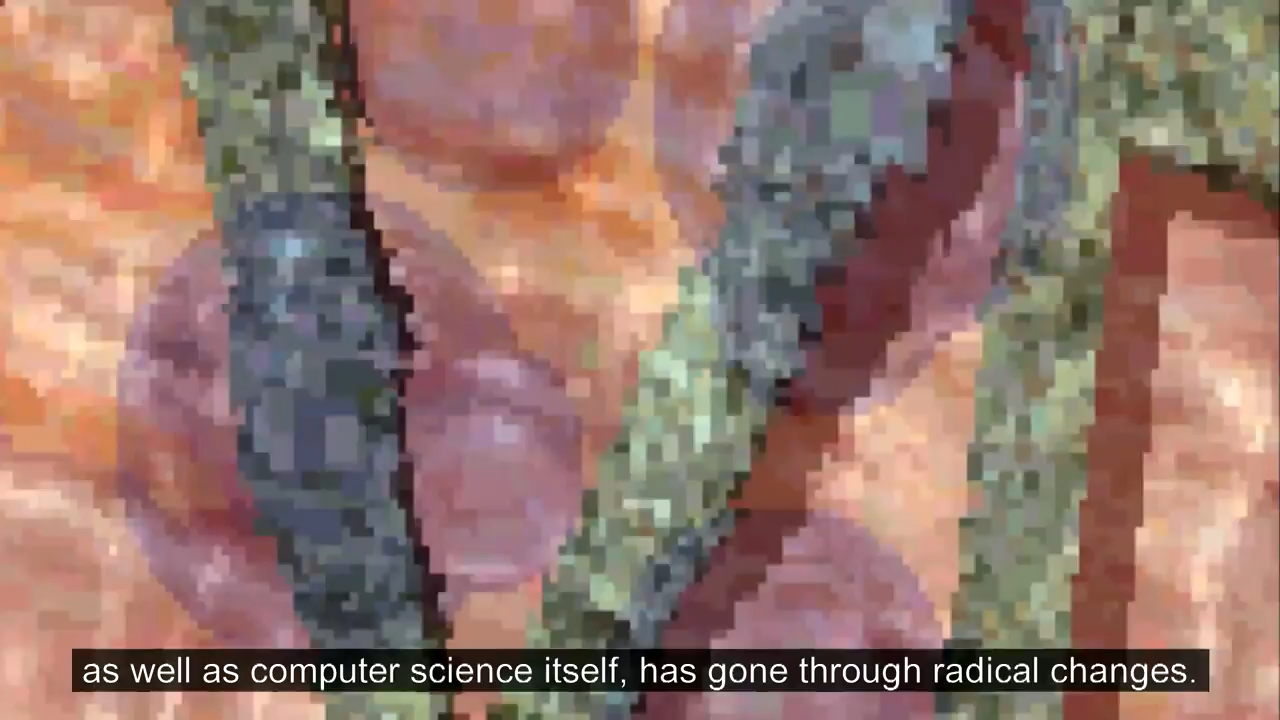 as well as computer science itself, has gone through radical changes.